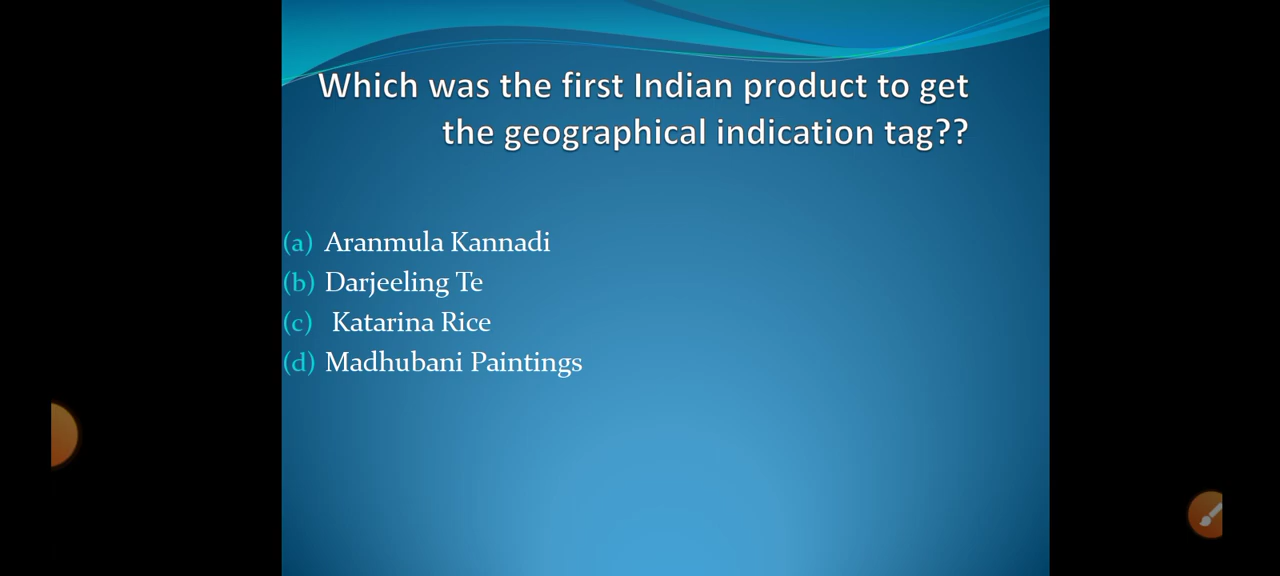 Which was the first Indian product to get
the geographical indication tag??
(a) Aranmula Kannadi
(b) Darjeeling Te
(c) Katarina Rice
(d) Madhubani Paintings